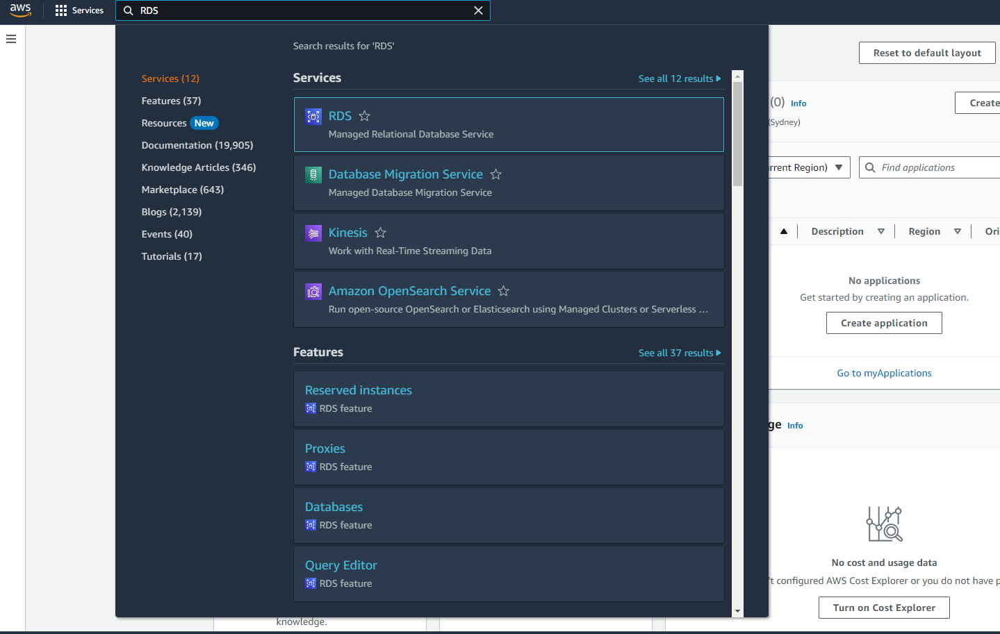 aws
Services
RDS
Search results for 'RDS'
Services (12)
Features (37)
Resources New
Documentation (19,905)
Knowledge Articles (346)
Marketplace (643)
Blogs (2,139)
Events (40)
Tutorials (17)
Services
See all 12 results
RDS
Managed Relational Database Service
Database Migration Service
Managed Database Migration Service
Kinesis
Work with Real-Time Streaming Data
Amazon OpenSearch Service
Run open-source OpenSearch or Elasticsearch using Managed Clusters or Serverless ...
Features
See all 37 results
Reserved instances
RDS feature
Proxies
RDS feature
Databases
RDS feature
Query Editor
RDS feature
Reset to default layout
(0) Info
Create
(Sydney)
rrent Region)
Find applications
Description
Region
Ori
No applications
Get started by creating an application.
Create application
Go to myApplications
ge Info
No cost and usage data
't configured AWS Cost Explorer or you do not have p
Turn on Cost Explorer
knowledge.